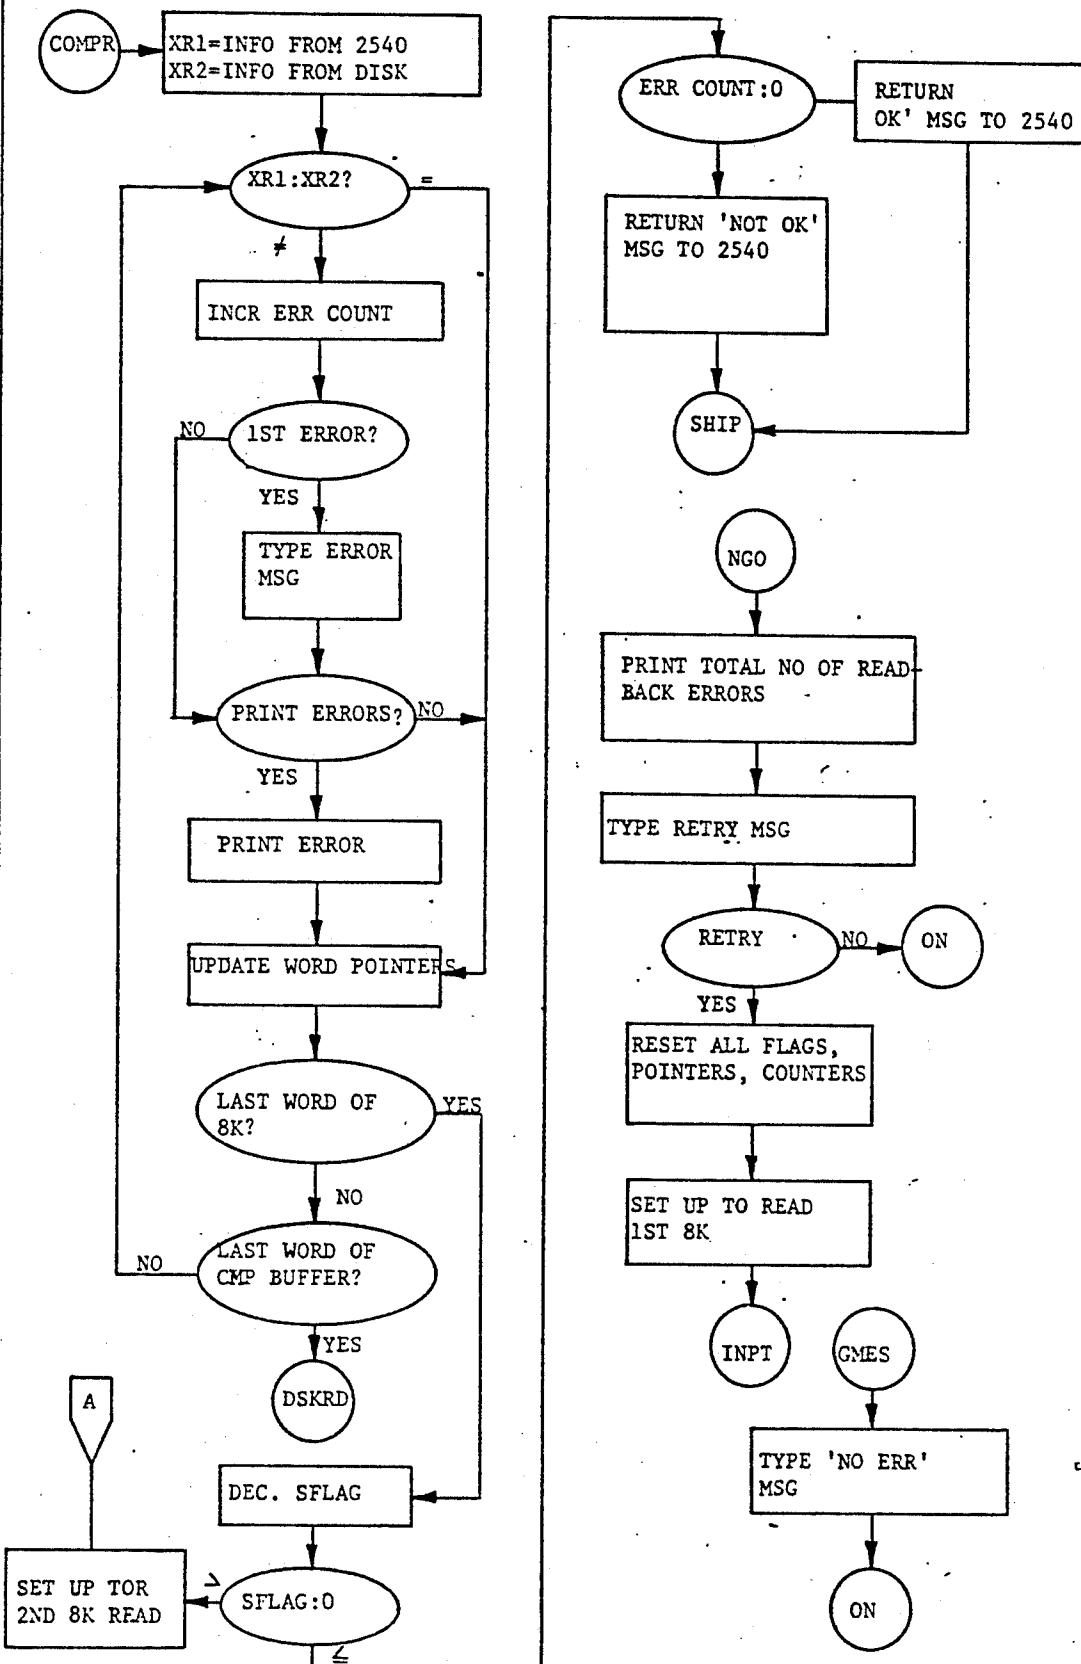 COMPR
XR1=INFO FROM 2540
XR2=INFO FROM DISK
XR1:XR2?
=
≠
INCR ERR COUNT
1ST ERROR?
NO
YES
TYPE ERROR
MSG
PRINT ERRORS?
NO
YES
PRINT ERROR
UPDATE WORD POINTERS
LAST WORD OF
8K?
YES
NO
LAST WORD OF
CMP BUFFER?
NO
YES
DSKRD
A
DEC. SFLAG
SET UP TOR
2ND 8K READ
>
SFLAG:0
≤
ERR COUNT:0
RETURN
OK' MSG TO 2540
RETURN 'NOT OK'
MSG TO 2540
SHIP
NGO
PRINT TOTAL NO OF READ-
BACK ERRORS
TYPE RETRY MSG
RETRY
NO
ON
YES
RESET ALL FLAGS,
POINTERS, COUNTERS
SET UP TO READ
1ST 8K
INPT
GMES
TYPE 'NO ERR'
MSG
ON